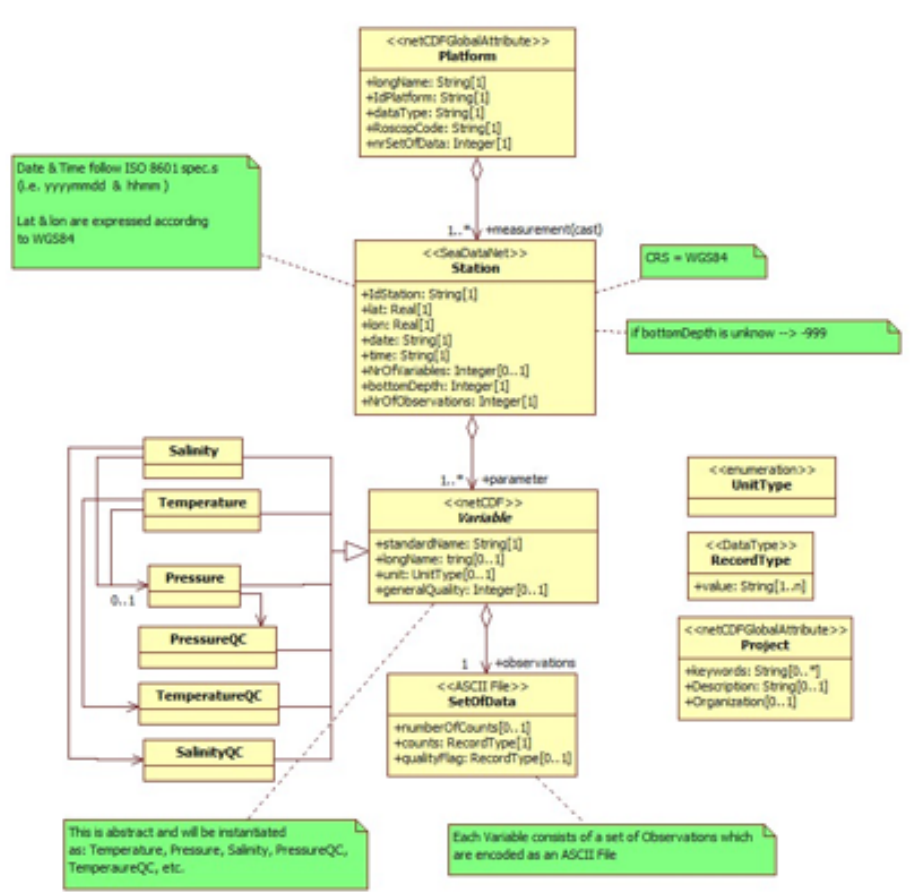 <<netCDFGlobalAttribute>>
Platform
+longName: String[1]
+IdPlatform: String[1]
+dataType: String[1]
+RoscopCode: String[1]
+nrSetOfData: Integer[1]
Date & Time follow ISO 8601 spec.s
(i.e. yyyymmdd & hhmm )
Lat & lon are expressed according
to WGS84
1..* +measurement(cast)
<<SeaDataNet>>
Station
+IdStation: String[1]
+lat: Real[1]
+lon: Real[1]
+date: String[1]
+time: String[1]
+NrOfVariables: Integer[0..1]
+bottomDepth: Integer[1]
+NrOfObservations: Integer[1]
CRS = WGS84
if bottomDepth is unknow --> -999
1..* +parameter
<<netCDF>>
Variable
+standardName: String[1]
+longName: tring[0..1]
+unit: UnitType[0..1]
+generalQuality: Integer[0..1]
Salinity
Temperature
Pressure
0..1
PressureQC
TemperatureQC
SalinityQC
1 +observations
<<ASCII File>>
SetOfData
+numberOfCounts[0..1]
+counts: RecordType[1]
+qualityFlag: RecordType[0..1]
<<enumeration>>
UnitType
<<DataType>>
RecordType
+value: String[1..n]
<<netCDFGlobalAttribute>>
Project
+keywords: String[0..*]
+Description: String[0..1]
+Organization[0..1]
This is abstract and will be instantiated
as: Temperature, Pressure, Salinity, PressureQC,
TemperaureQC, etc.
Each Variable consists of a set of Observations which
are encoded as an ASCII File